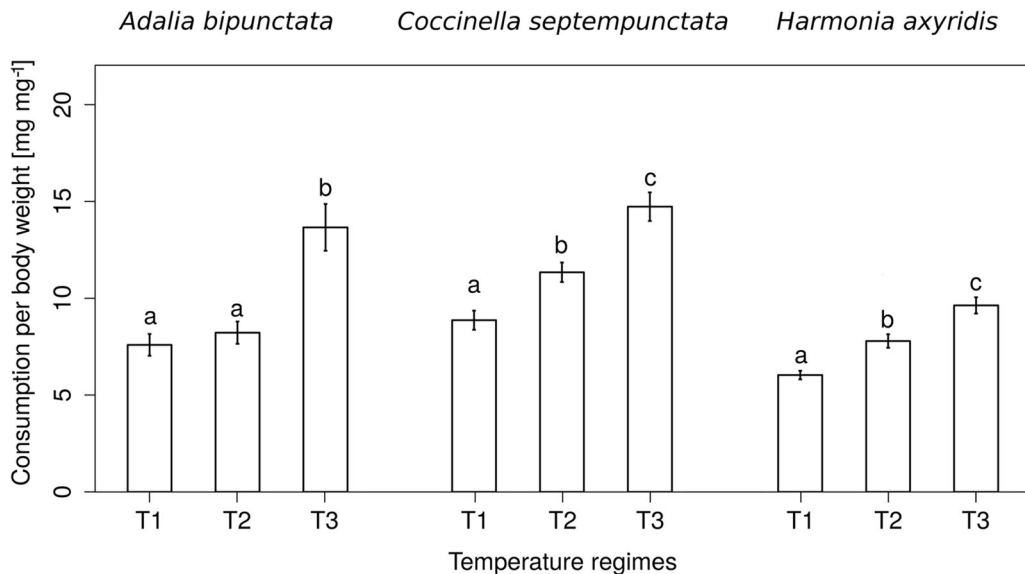 Adalia bipunctata Coccinella septempunctata Harmonia axyridis
Consumption per body weight [mg mg⁻¹]
20
15
10
5
0
b
a
a
c
b
a
c
b
a
T1 T2 T3 T1 T2 T3 T1 T2 T3
Temperature regimes